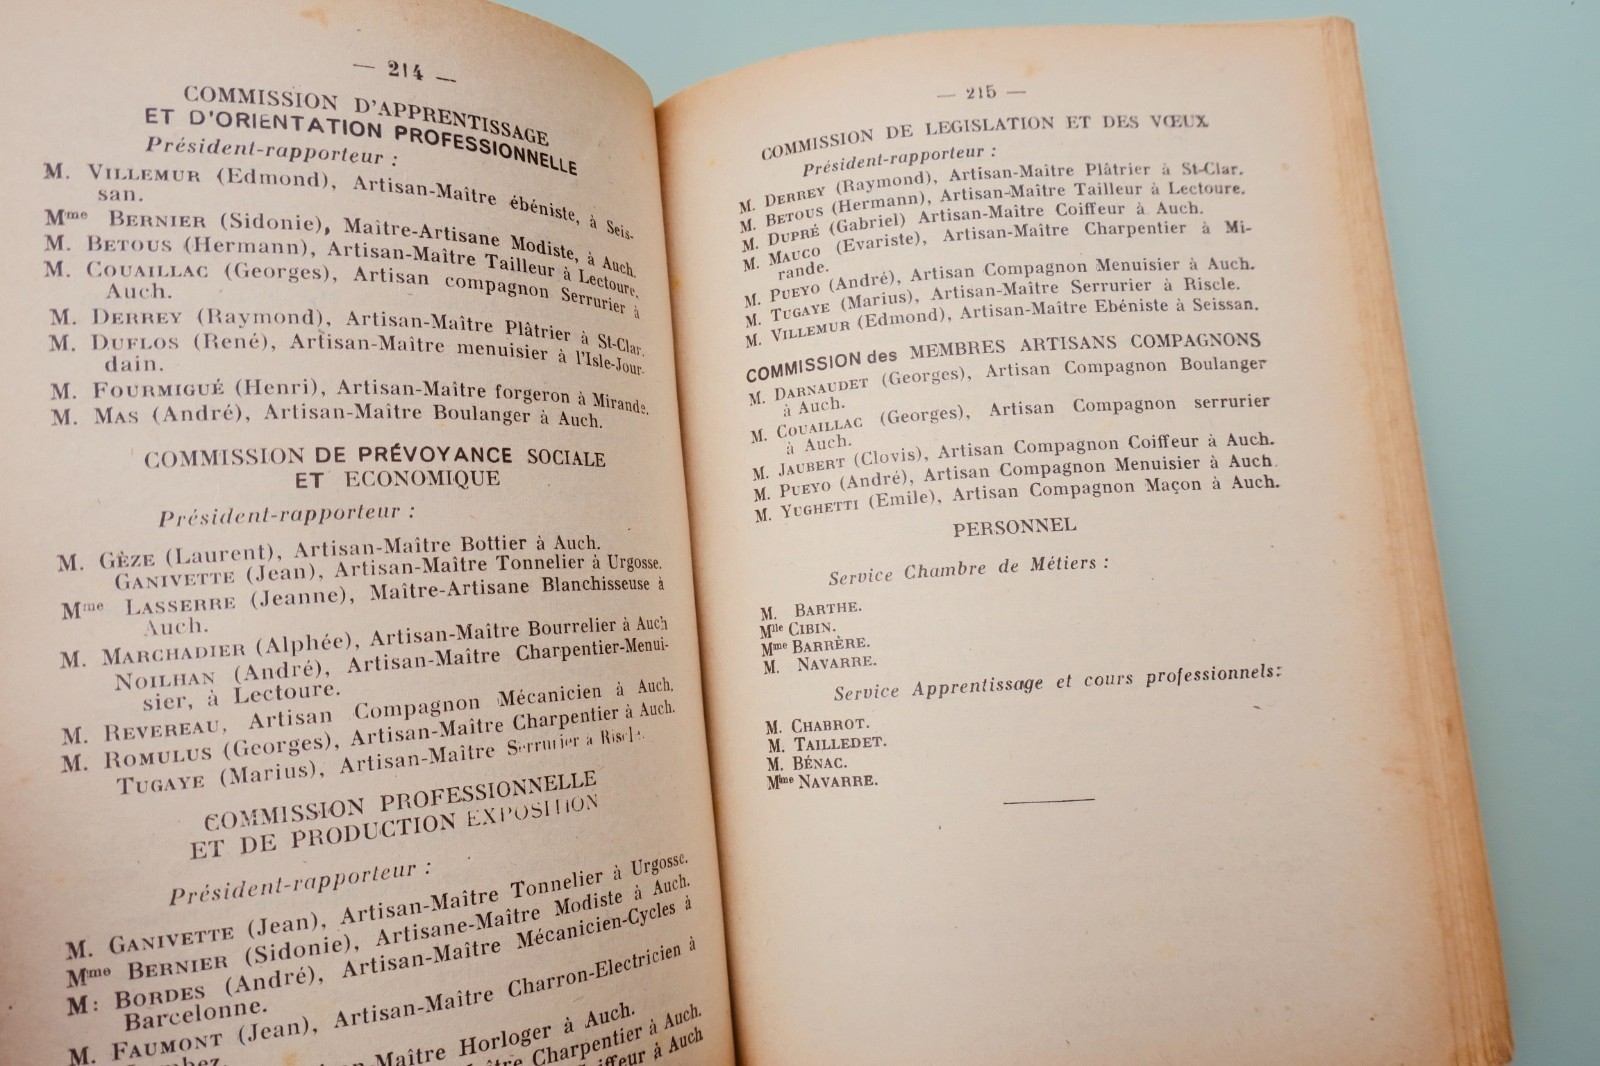 — 214 —
COMMISSION D'APPRENTISSAGE
ET D'ORIENTATION PROFESSIONNELLE
Président-rapporteur :
M. VILLEMUR (Edmond), Artisan-Maître ébéniste, à Seis-
san.
Mme BERNIER (Sidonie), Maître-Artisane Modiste, à Auch.
M. BETOUS (Hermann), Artisan-Maître Tailleur à Lectoure.
M. COUAILLAC (Georges), Artisan compagnon Serrurier à
Auch.
M. DERREY (Raymond), Artisan-Maître Plâtrier à St-Clar.
M. DUFLOS (René), Artisan-Maître menuisier à l'Isle-Jour-
dain.
M. FOURMIGUÉ (Henri), Artisan-Maître forgeron à Mirande.
M. MAS (André), Artisan-Maître Boulanger à Auch.
COMMISSION DE PRÉVOYANCE SOCIALE
ET ECONOMIQUE
Président-rapporteur :
M. GÈZE (Laurent), Artisan-Maître Bottier à Auch.
GANIVETTE (Jean), Artisan-Maître Tonnelier à Urgosse.
Mme LASSERRE (Jeanne), Maître-Artisane Blanchisseuse à
Auch.
M. MARCHADIER (Alphée), Artisan-Maître Bourrelier à Auch
NOILHAN (André), Artisan-Maître Charpentier-Menui-
sier, à Lectoure.
M. REVEREAU, Artisan Compagnon Mécanicien à Auch.
M. ROMULUS (Georges), Artisan-Maître Charpentier à Auch.
TUGAYE (Marius), Artisan-Maître Serrurier à Riscle.
COMMISSION PROFESSIONNELLE
ET DE PRODUCTION EXPOSITION
Président-rapporteur :
M. GANIVETTE (Jean), Artisan-Maître Tonnelier à Urgosse.
Mme BERNIER (Sidonie), Artisane-Maître Modiste à Auch.
M: BORDES (André), Artisan-Maître Mécanicien-Cycles à
Barcelonne.
M. FAUMONT (Jean), Artisan-Maître Charron-Electricien à
-Maître Horloger à Auch.
Charpentier à Auch.
à Auch
— 215 —
COMMISSION DE LEGISLATION ET DES VŒUX
Président-rapporteur :
M. DERREY (Raymond), Artisan-Maître Plâtrier à St-Clar.
M. BETOUS (Hermann), Artisan-Maître Tailleur à Lectoure.
M. DUPRÉ (Gabriel) Artisan-Maître Coiffeur à Auch.
M. MAUCO (Evariste), Artisan-Maître Charpentier à Mi-
rande.
M. PUEYO (André), Artisan Compagnon Menuisier à Auch.
M. TUGAYE (Marius), Artisan-Maître Serrurier à Riscle.
M. VILLEMUR (Edmond), Artisan-Maître Ebéniste à Seissan.
COMMISSION des MEMBRES ARTISANS COMPAGNONS
M. DARNAUDET (Georges), Artisan Compagnon Boulanger
à Auch.
M. COUAILLAC (Georges), Artisan Compagnon serrurier
à Auch.
M. JAUBERT (Clovis), Artisan Compagnon Coiffeur à Auch.
M. PUEYO (André), Artisan Compagnon Menuisier à Auch.
M. YUGHETTI (Emile), Artisan Compagnon Maçon à Auch.
PERSONNEL
Service Chambre de Métiers :
M. BARTHE.
Mlle CIBIN.
Mme BARRÈRE.
M. NAVARRE.
Service Apprentissage et cours professionnels:
M. CHABROT.
M. TAILLEDET.
M. BÉNAC.
Mme NAVARRE.